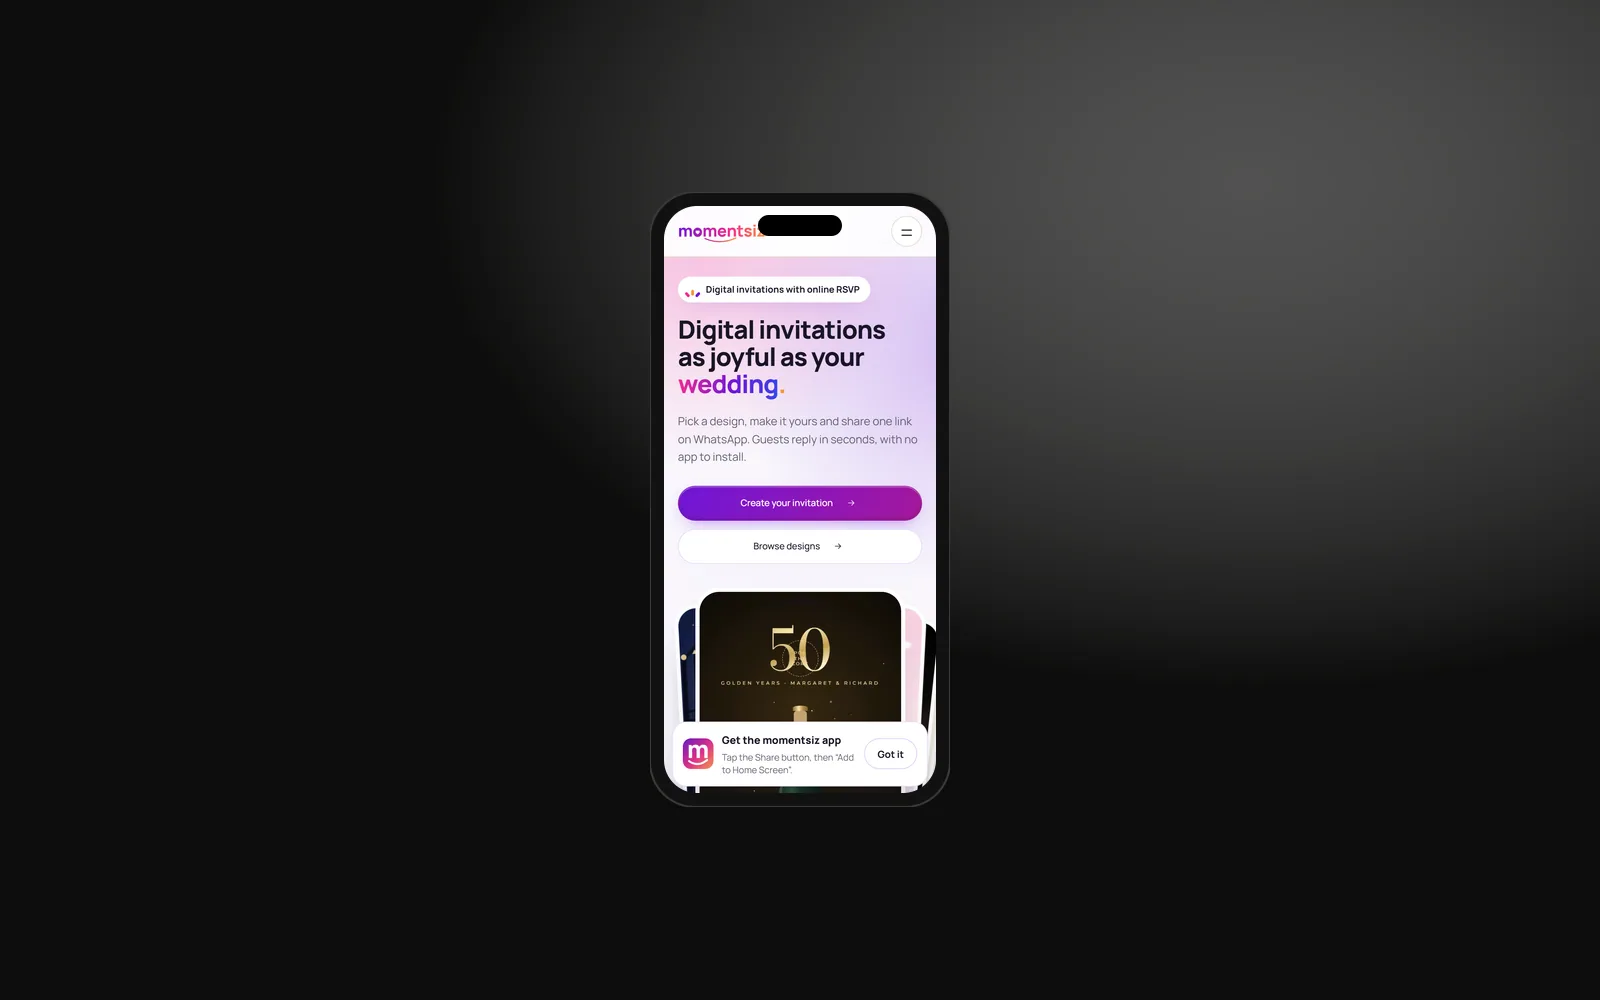 momentsiz
Digital invitations with online RSVP
Digital invitations
as joyful as your
wedding.
Pick a design, make it yours and share one link
on WhatsApp. Guests reply in seconds, with no
app to install.
Create your invitation →
Browse designs →
50
GOLDEN YEARS · MARGARET & RICHARD
m
Get the momentsiz app
Tap the Share button, then “Add
to Home Screen”.
Got it